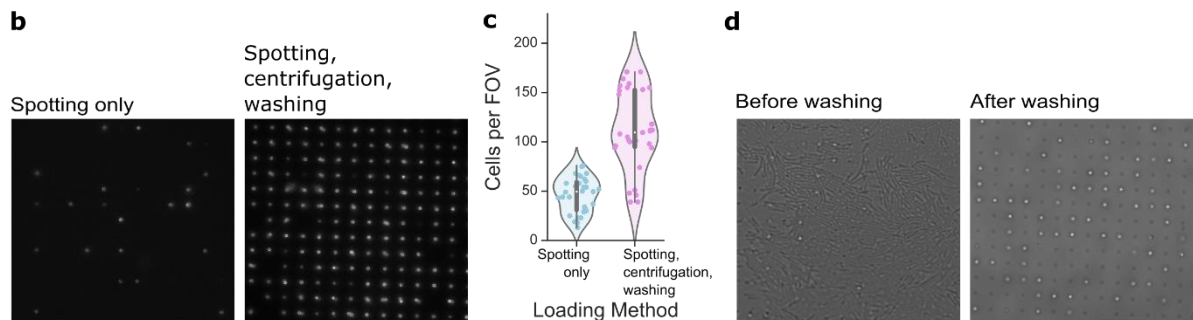 b
Spotting only
Spotting,
centrifugation,
washing
c
Cells per FOV
200
150
100
50
0
Spotting
only
Spotting,
centrifugation,
washing
Loading Method
d
Before washing
After washing